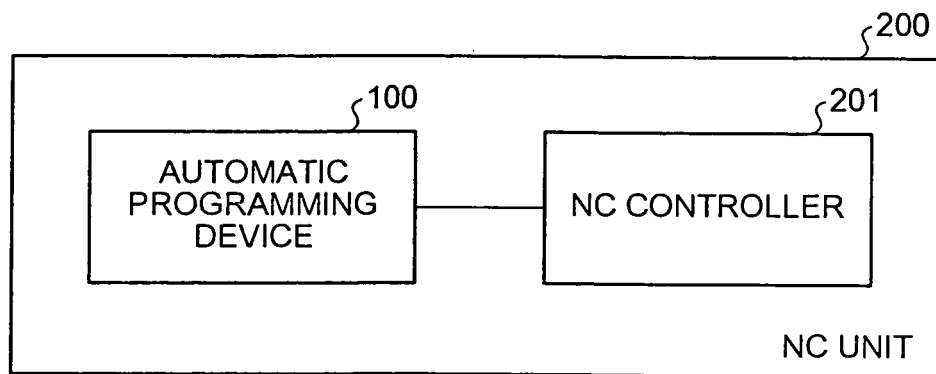 200
100
201
AUTOMATIC
PROGRAMMING
DEVICE
NC CONTROLLER
NC UNIT